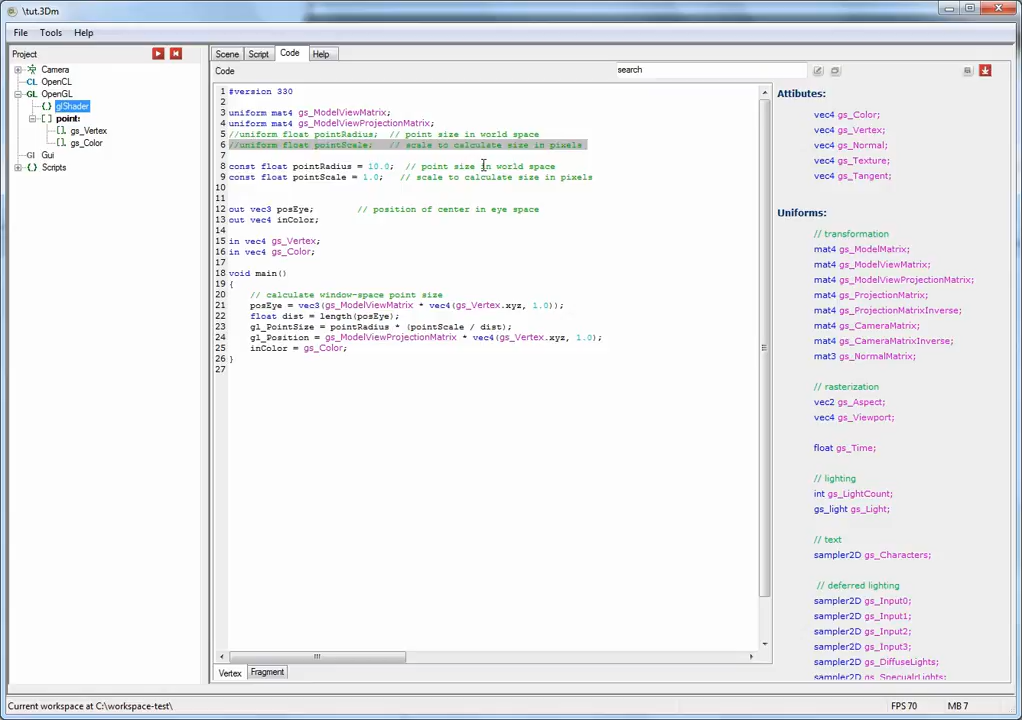 \tut.3Dm
File Tools Help
Project
Camera
CL OpenCL
GL OpenGL
{} glShader
[ ] point:
[]. gs_Vertex
[]. gs_Color
Gui
Scripts
Scene Script Code Help
Code
search
1 #version 330
2
3 uniform mat4 gs_ModelViewMatrix;
4 uniform mat4 gs_ModelViewProjectionMatrix;
5 //uniform float pointRadius; // point size in world space
6 //uniform float pointScale; // scale to calculate size in pixels
7
8 const float pointRadius = 10.0; // point size in world space
9 const float pointScale = 1.0; // scale to calculate size in pixels
10
11
12 out vec3 posEye; // position of center in eye space
13 out vec4 inColor;
14
15 in vec4 gs_Vertex;
16 in vec4 gs_Color;
17
18 void main()
19 {
20 // calculate window-space point size
21 posEye = vec3(gs_ModelViewMatrix * vec4(gs_Vertex.xyz, 1.0));
22 float dist = length(posEye);
23 gl_PointSize = pointRadius * (pointScale / dist);
24 gl_Position = gs_ModelViewProjectionMatrix * vec4(gs_Vertex.xyz, 1.0);
25 inColor = gs_Color;
26 }
27
Vertex Fragment
Attibutes:
vec4 gs_Color;
vec4 gs_Vertex;
vec4 gs_Normal;
vec4 gs_Texture;
vec4 gs_Tangent;
Uniforms:
// transformation
mat4 gs_ModelMatrix;
mat4 gs_ModelViewMatrix;
mat4 gs_ModelViewProjectionMatrix;
mat4 gs_ProjectionMatrix;
mat4 gs_ProjectionMatrixInverse;
mat4 gs_CameraMatrix;
mat4 gs_CameraMatrixInverse;
mat3 gs_NormalMatrix;
// rasterization
vec2 gs_Aspect;
vec4 gs_Viewport;
float gs_Time;
// lighting
int gs_LightCount;
gs_light gs_Light;
// text
sampler2D gs_Characters;
// deferred lighting
sampler2D gs_Input0;
sampler2D gs_Input1;
sampler2D gs_Input2;
sampler2D gs_Input3;
sampler2D gs_DiffuseLights;
sampler2D gs_SpecualrLights;
Current workspace at C:\workspace-test\
FPS 70
MB 7